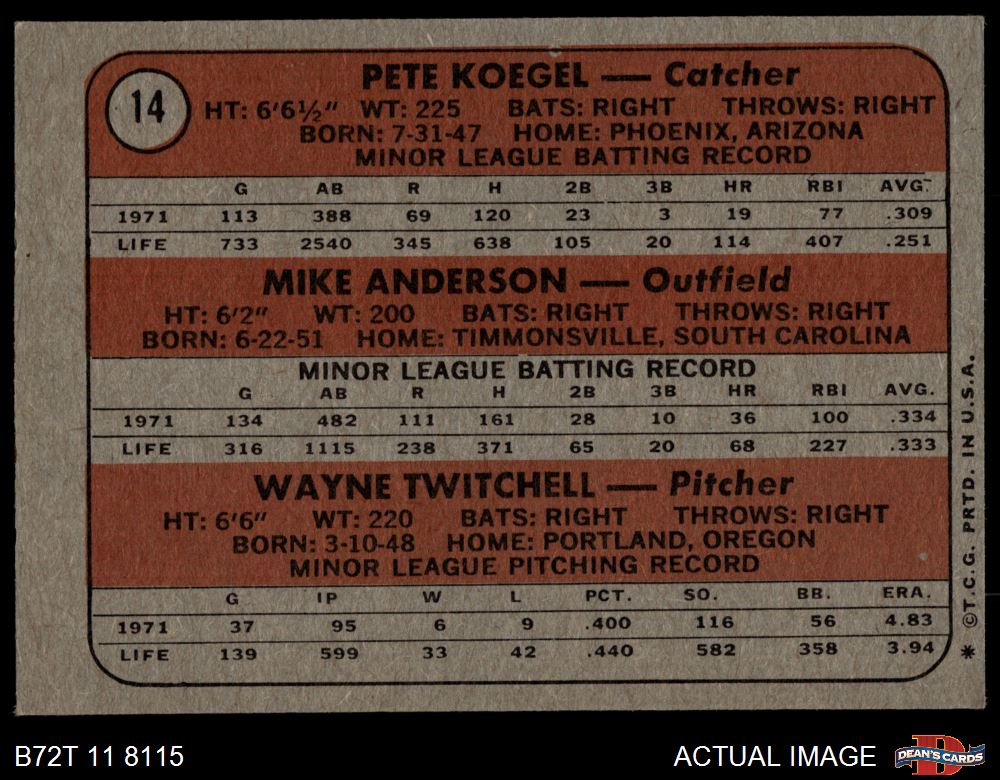 14
PETE KOEGEL — Catcher
HT: 6'6½" WT: 225 BATS: RIGHT THROWS: RIGHT
BORN: 7-31-47 HOME: PHOENIX, ARIZONA
MINOR LEAGUE BATTING RECORD
G AB R H 2B 3B HR RBI AVG.
1971 113 388 69 120 23 3 19 77 .309
LIFE 733 2540 345 638 105 20 114 407 .251
MIKE ANDERSON — Outfield
HT: 6'2" WT: 200 BATS: RIGHT THROWS: RIGHT
BORN: 6-22-51 HOME: TIMMONSVILLE, SOUTH CAROLINA
MINOR LEAGUE BATTING RECORD
G AB R H 2B 3B HR RBI AVG.
1971 134 482 111 161 28 10 36 100 .334
LIFE 316 1115 238 371 65 20 68 227 .333
WAYNE TWITCHELL — Pitcher
HT: 6'6" WT: 220 BATS: RIGHT THROWS: RIGHT
BORN: 3-10-48 HOME: PORTLAND, OREGON
MINOR LEAGUE PITCHING RECORD
G IP W L PCT. SO. BB. ERA.
1971 37 95 6 9 .400 116 56 4.83
LIFE 139 599 33 42 .440 582 358 3.94
* ©T.C.G. PRTD. IN U.S.A.
B72T 11 8115 ACTUAL IMAGE
DEAN'S CARDS